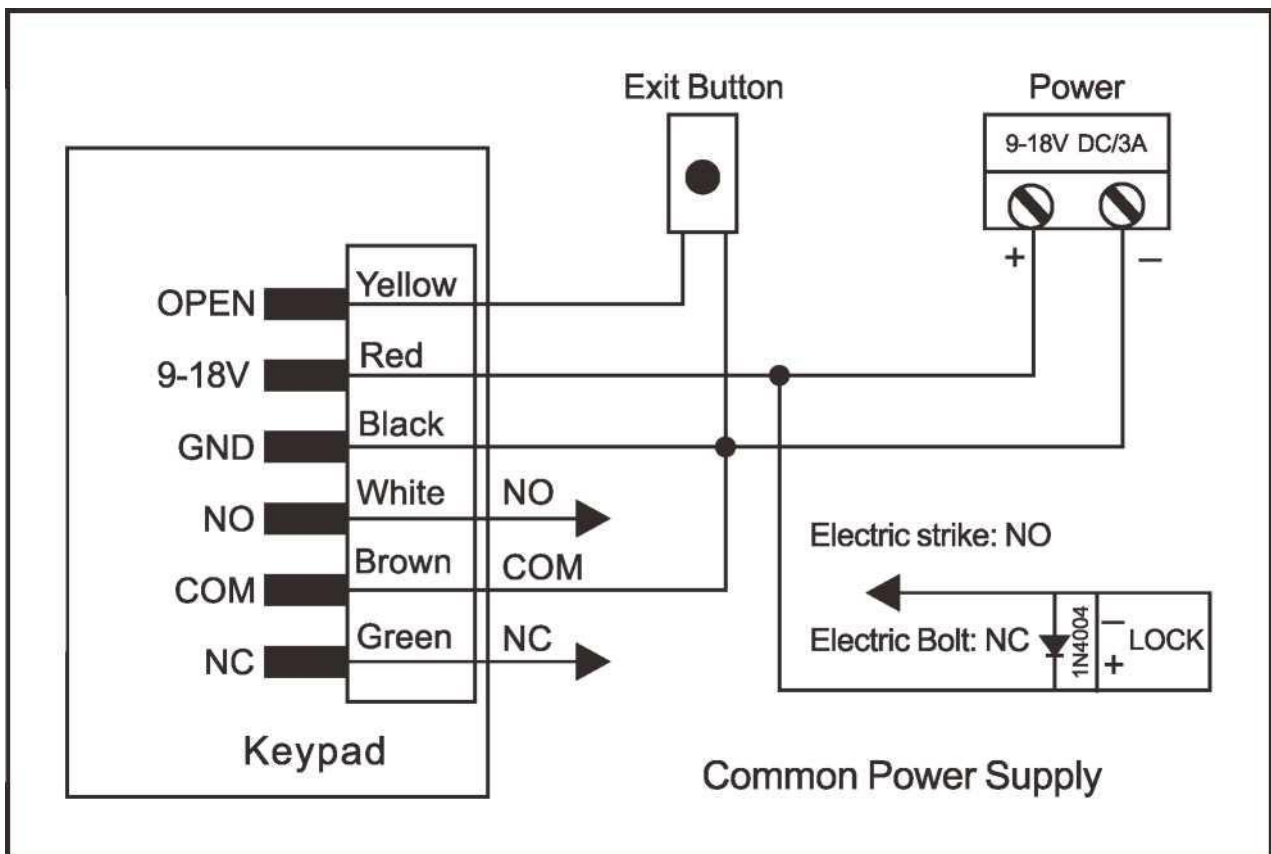 Exit Button
Power
9-18V DC/3A
+
–
OPEN
Yellow
9-18V
Red
GND
Black
NO
White
NO
COM
Brown
COM
NC
Green
NC
Electric strike: NO
Electric Bolt: NC
1N4004
–
+
LOCK
Keypad
Common Power Supply